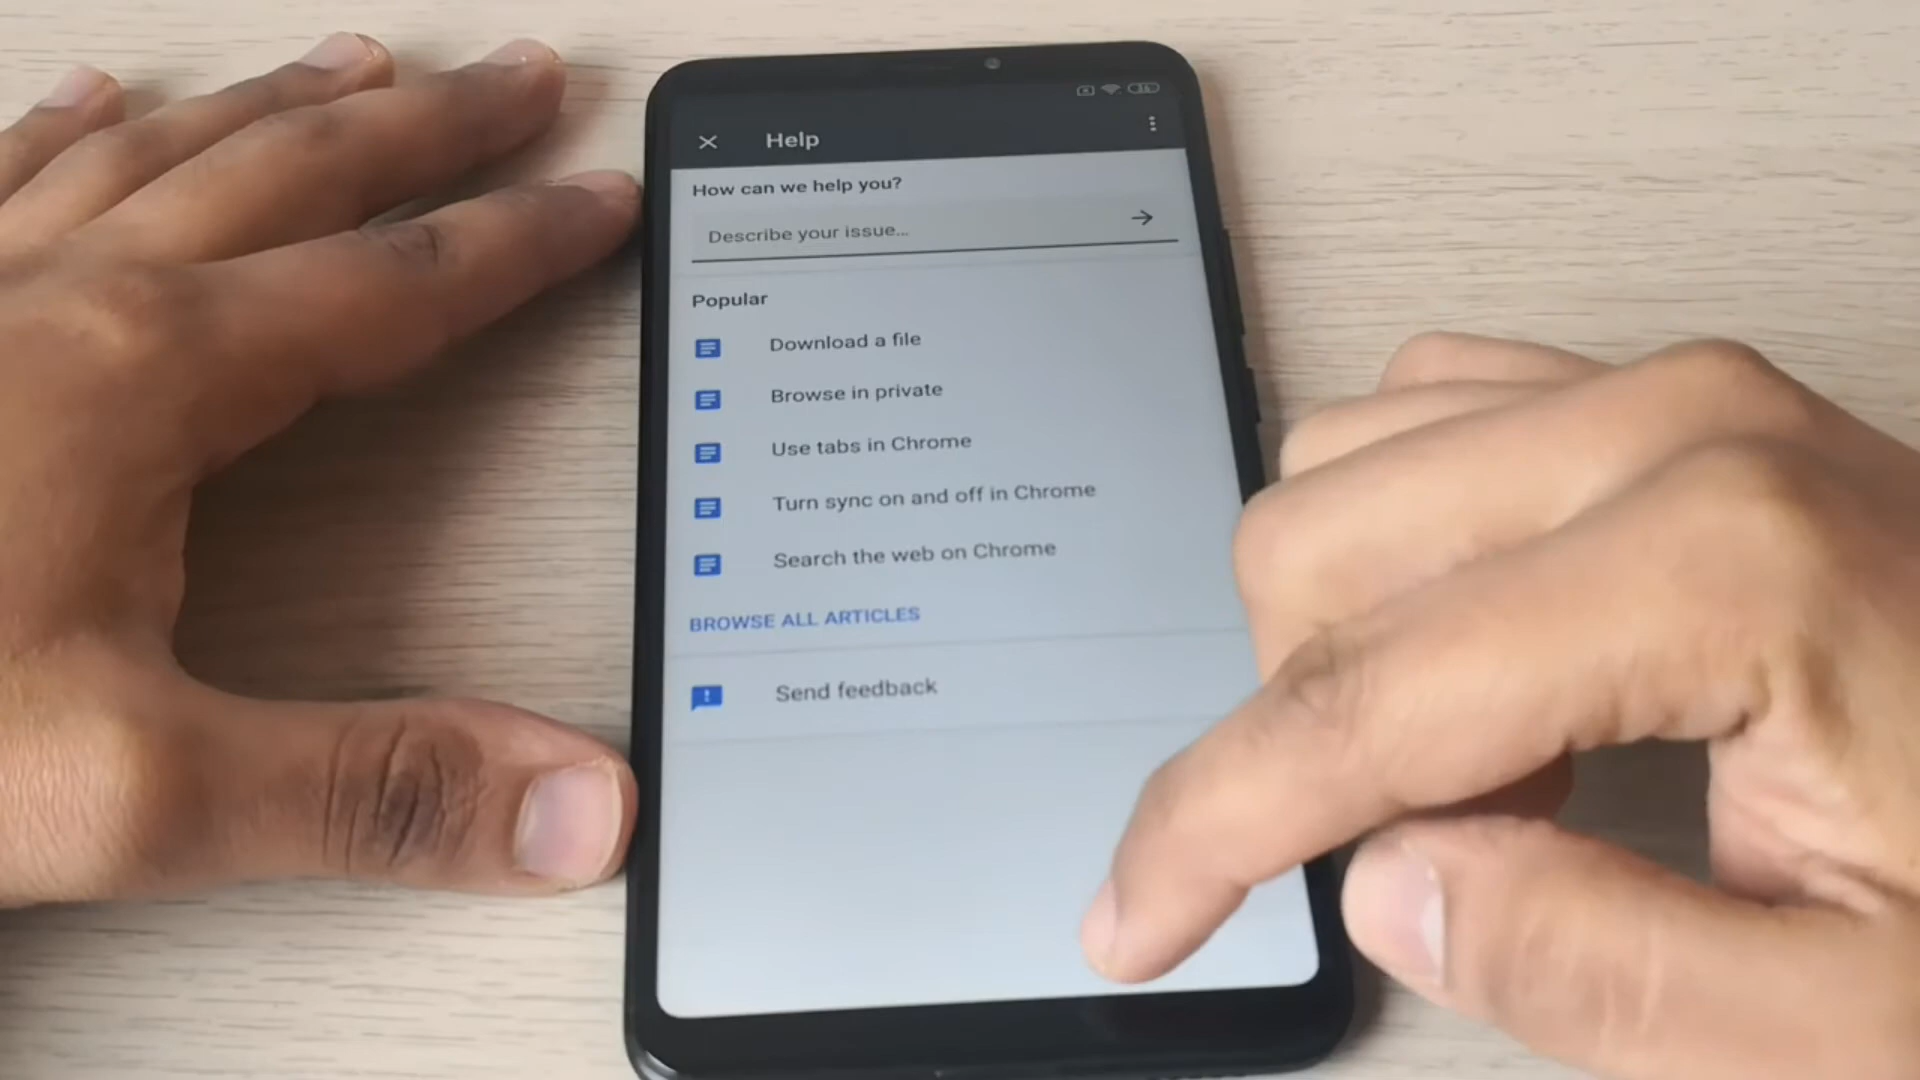 Help
How can we help you?
Describe your issue...
Popular
Download a file
Browse in private
Use tabs in Chrome
Turn sync on and off in Chrome
Search the web on Chrome
BROWSE ALL ARTICLES
Send feedback